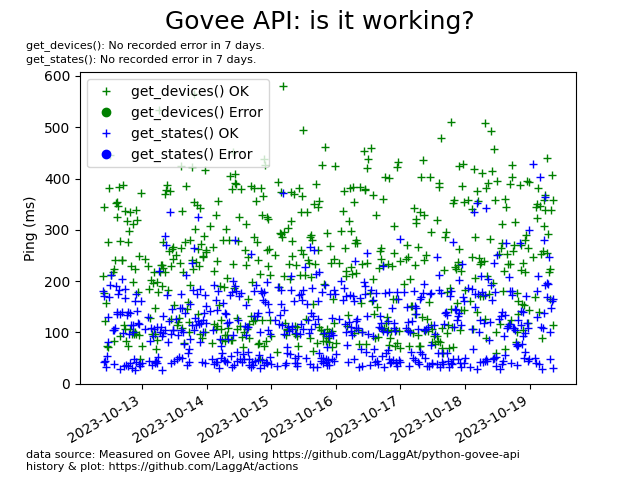 Govee API: is it working?
get_devices(): No recorded error in 7 days.
get_states(): No recorded error in 7 days.
get_devices() OK
get_devices() Error
get_states() OK
get_states() Error
Ping (ms)
600
500
400
300
200
100
0
2023-10-13
2023-10-14
2023-10-15
2023-10-16
2023-10-17
2023-10-18
2023-10-19
data source: Measured on Govee API, using https://github.com/LaggAt/python-govee-api
history & plot: https://github.com/LaggAt/actions